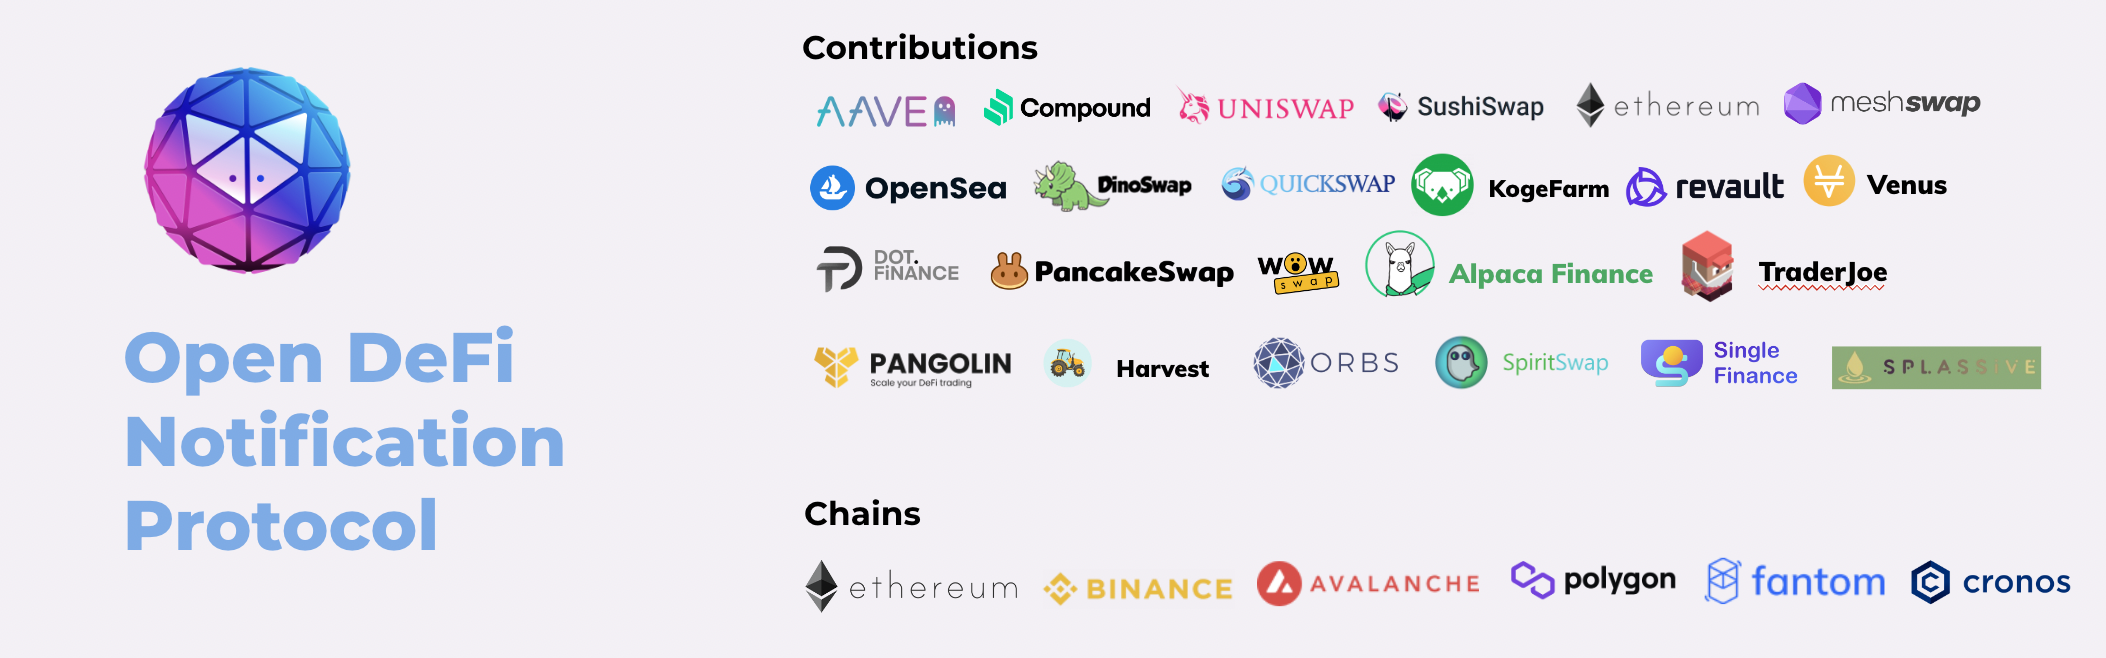 Open DeFi
Notification
Protocol
Contributions
AAVE Compound UNISWAP SushiSwap ethereum meshswap
OpenSea DinoSwap QUICKSWAP KogeFarm revault Venus
DOT.
FiNANCE
PancakeSwap WOW
swap
Alpaca Finance TraderJoe
PANGOLIN
Scale your DeFi trading
Harvest ORBS SpiritSwap Single
Finance
SPLASSIVE
Chains
ethereum BINANCE AVALANCHE polygon fantom cronos